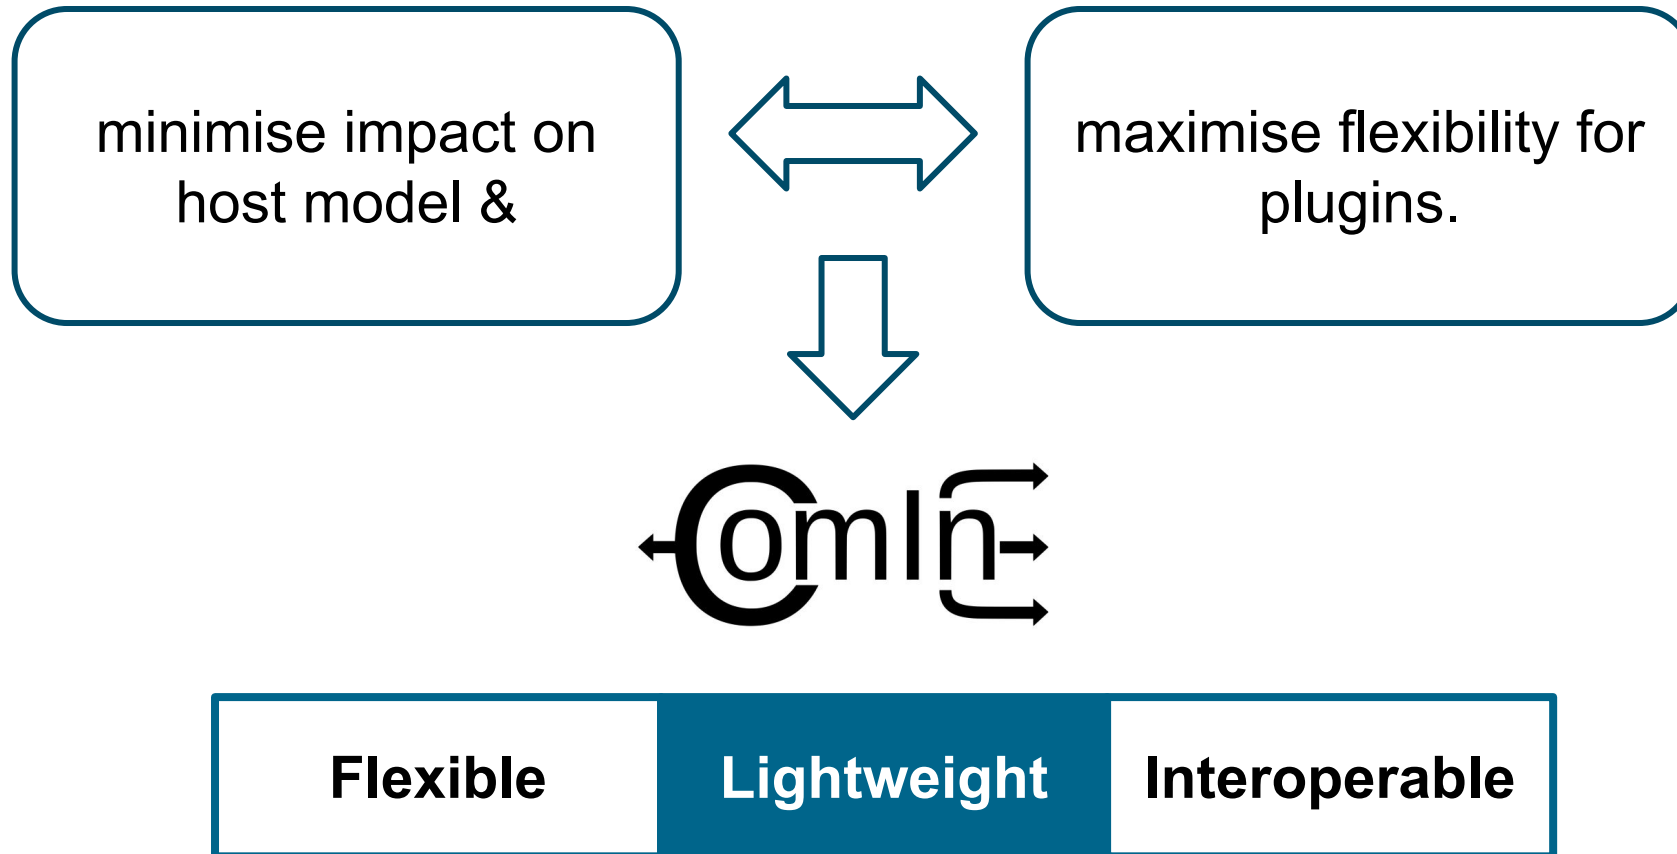 minimise impact on
host model &
maximise flexibility for
plugins.
ComIn
Flexible
Lightweight
Interoperable